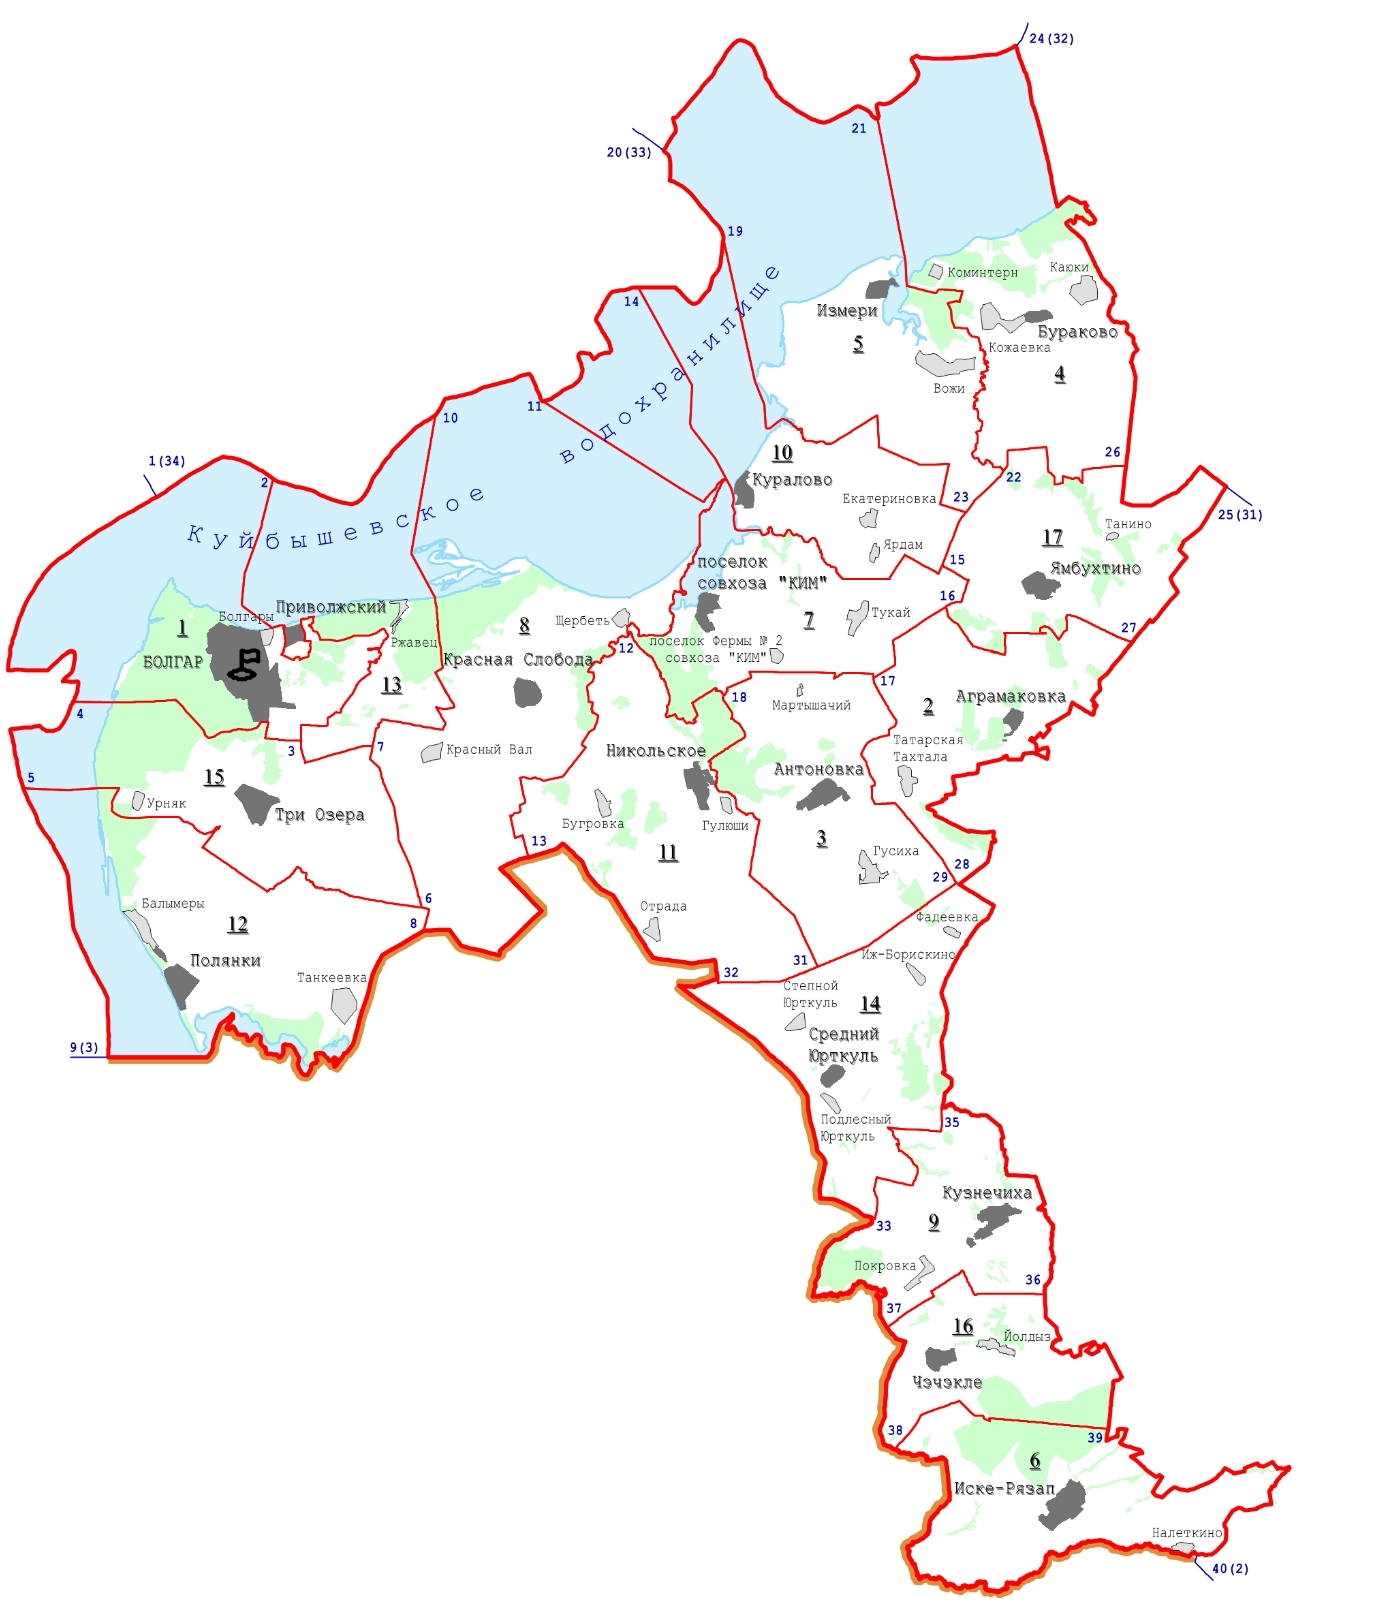 24(32)
21
20(33)
19
14
Каюки
Коминтерн
Измери
Бураково
Кожаевка
5
4
Вожи
водохранилище
11
10
10
26
1(34)
2
Куралово
22
Екатериновка
23
25(31)
Куйбышевское
Танино
17
Ярдам
15
поселок
совхоза "КИМ"
Ямбухтино
16
Приволжский
Болгары
Щербеть
7
Тукай
1
8
27
Ржавец
12
поселок Фермы № 2
совхоза "КИМ"
БОЛГАР
Красная Слобода
13
17
18
Мартышачий
2
Аграмаковка
4
3
7
Красный Вал
Никольское
Татарская
Тахтала
5
15
Антоновка
Урняк
Три Озера
Бугровка
Гулюши
13
11
3
Гусиха
28
29
6
Балымеры
12
8
Отрада
Фадеевка
Полянки
31
Иж-Борискино
32
Танкеевка
Степной
Юрткуль
14
Средний
Юрткуль
9(3)
Подлесный
Юрткуль
35
Кузнечиха
33
9
Покровка
36
37
16
Йолдыз
Чэчэкле
38
39
6
Иске-Рязап
Налеткино
40(2)